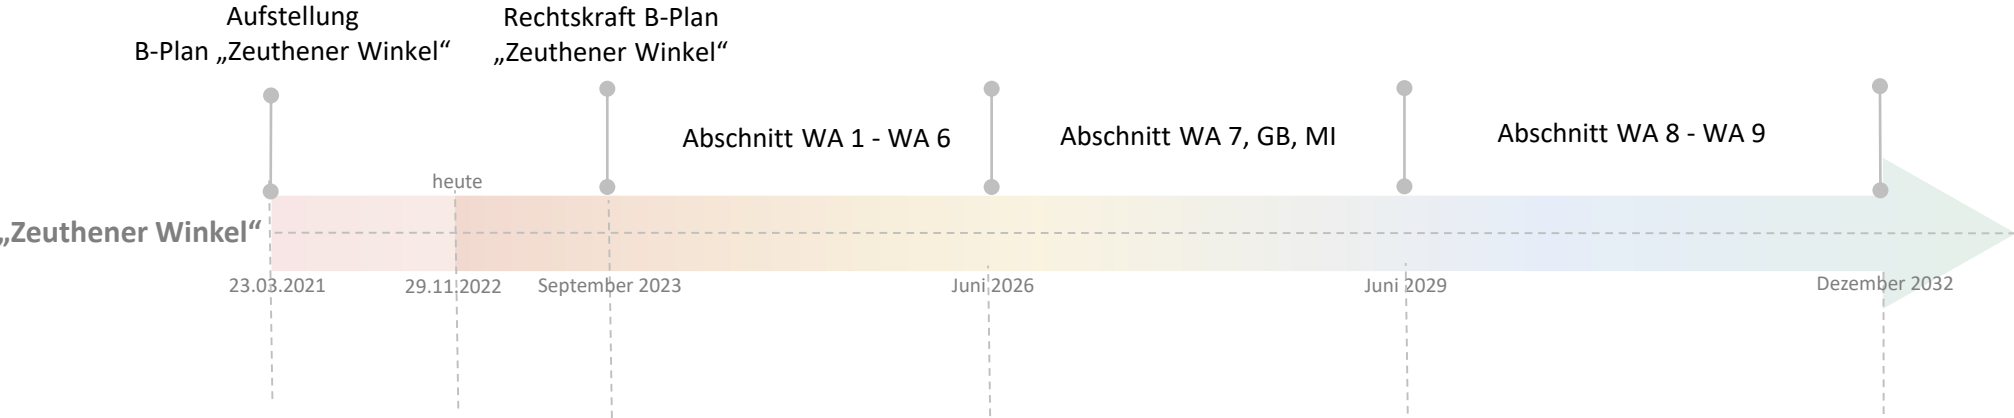 Aufstellung
B-Plan „Zeuthener Winkel“
Rechtskraft B-Plan
„Zeuthener Winkel“
Abschnitt WA 1 - WA 6
Abschnitt WA 7, GB, MI
Abschnitt WA 8 - WA 9
heute
„Zeuthener Winkel“
23.03.2021
29.11.2022
September 2023
Juni 2026
Juni 2029
Dezember 2032